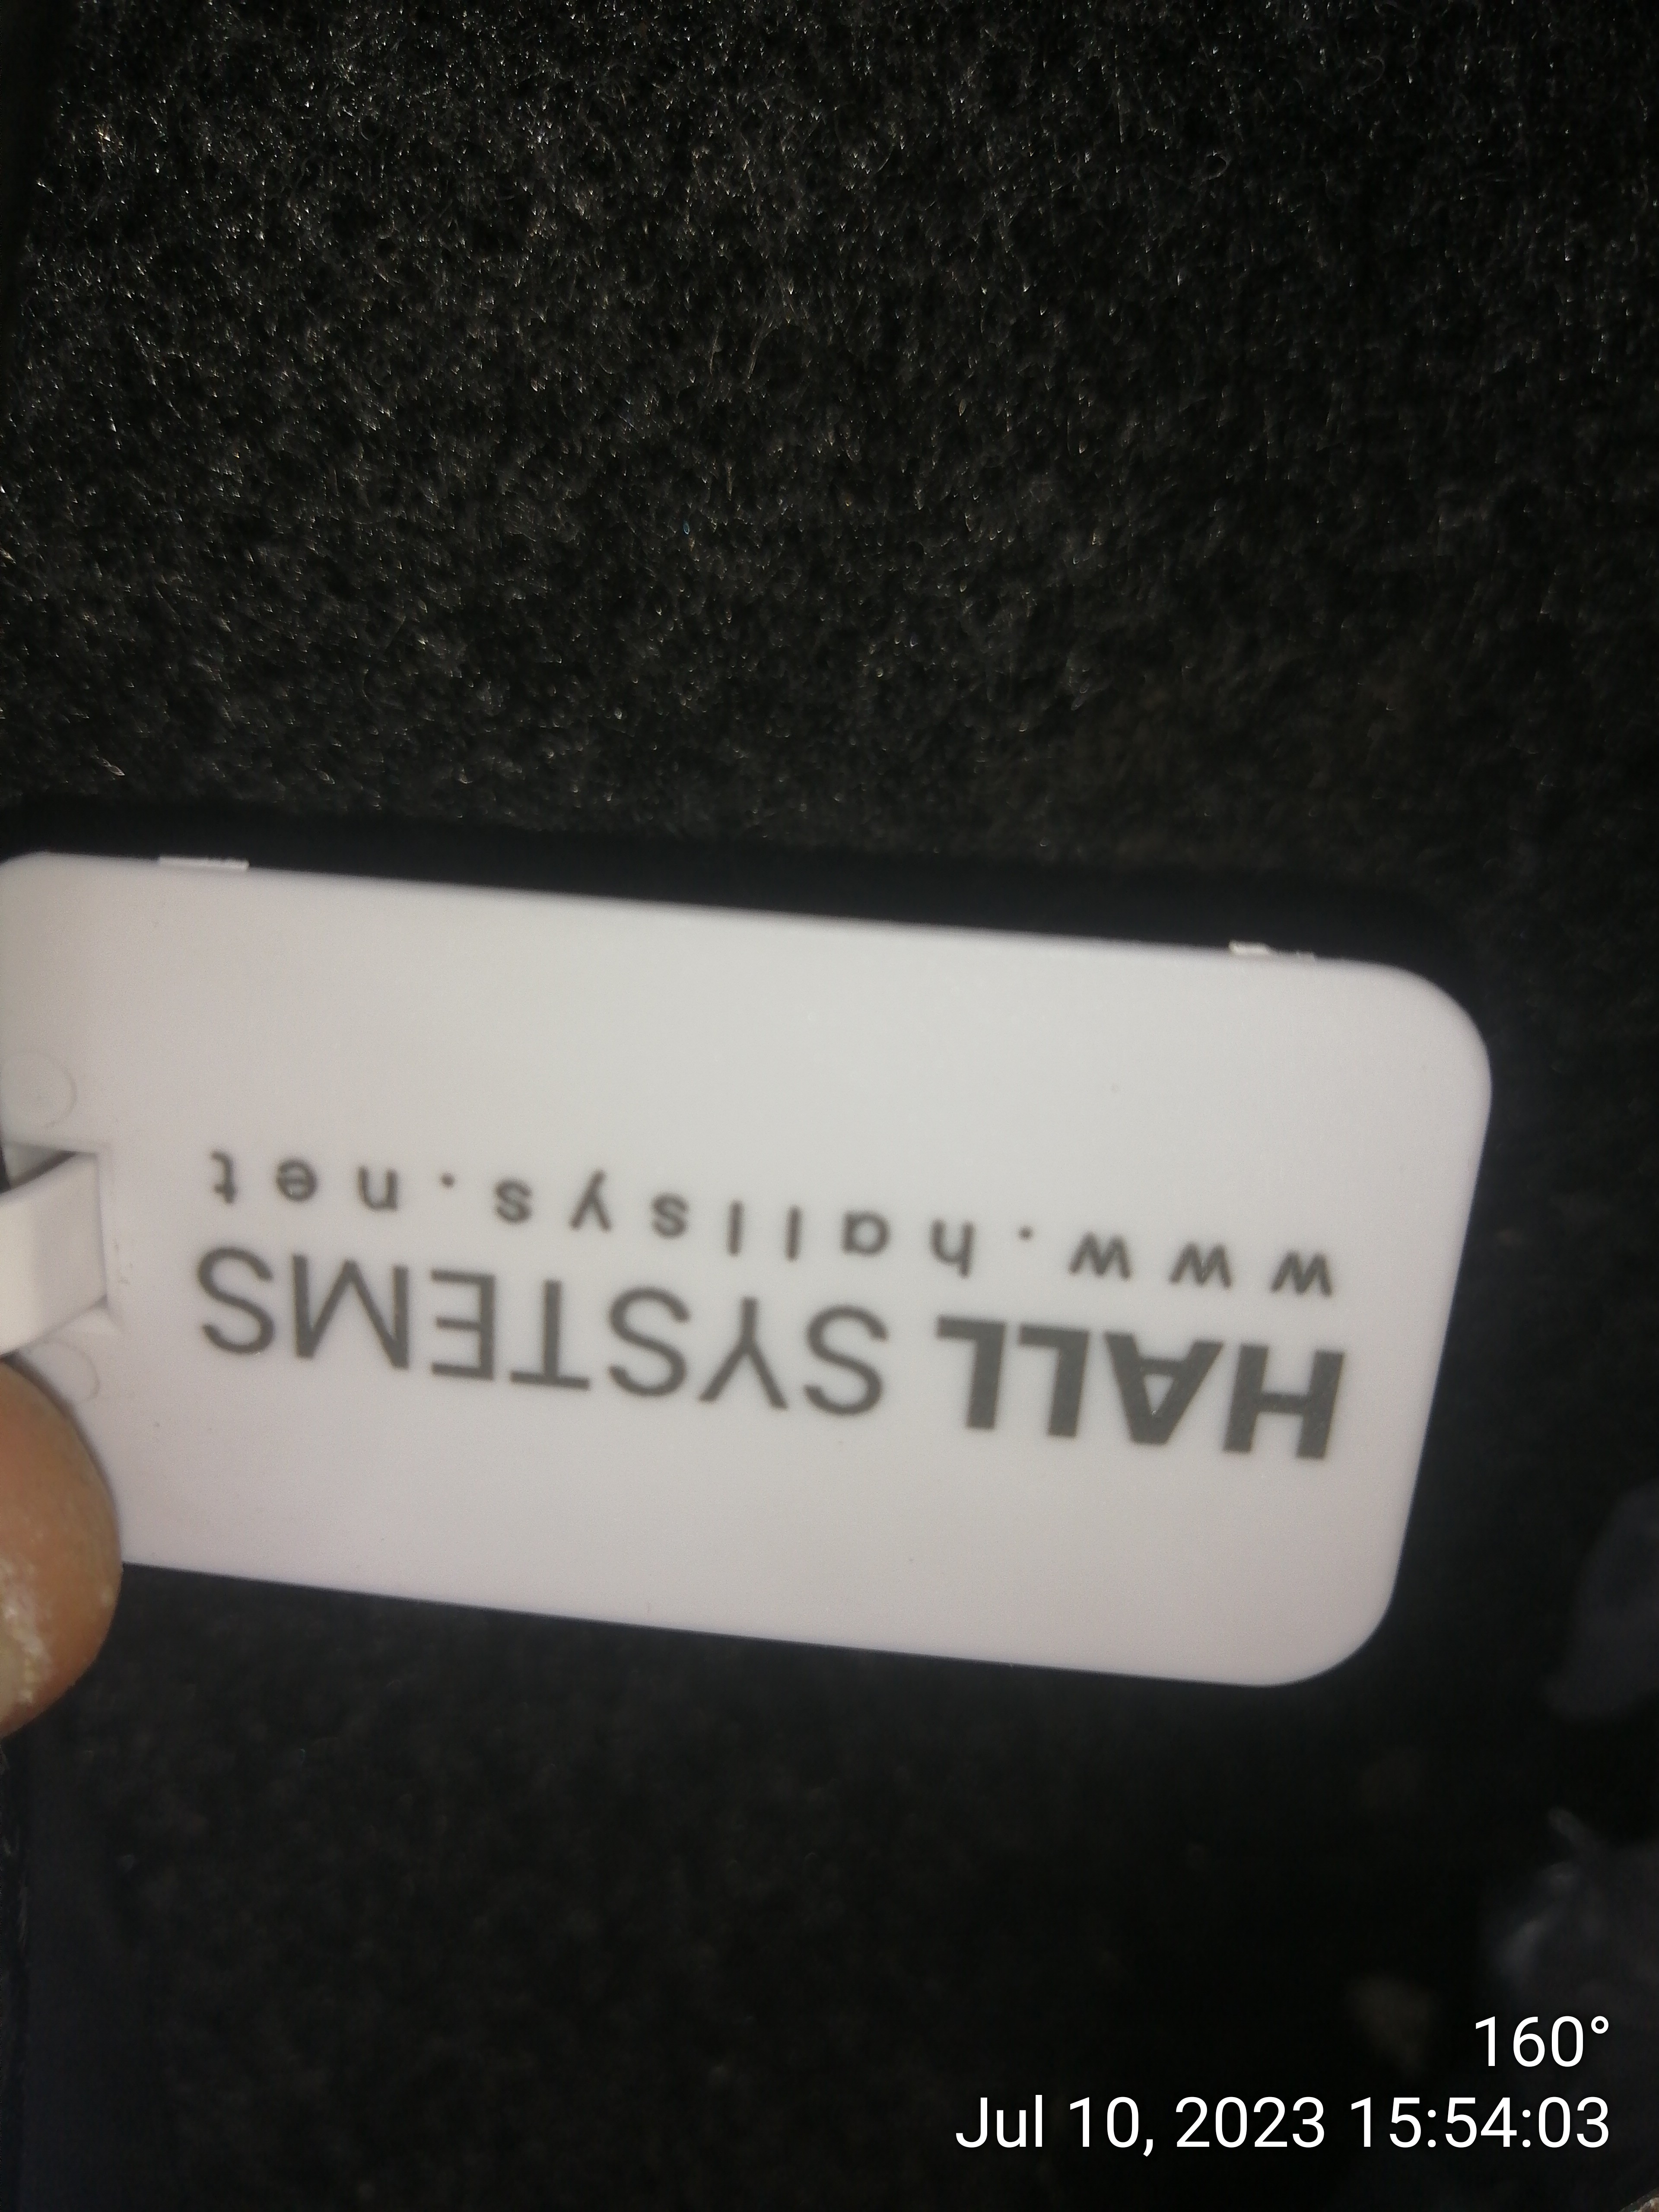 HALL SYSTEMS
www.hallsys.net
160°
Jul 10, 2023 15:54:03